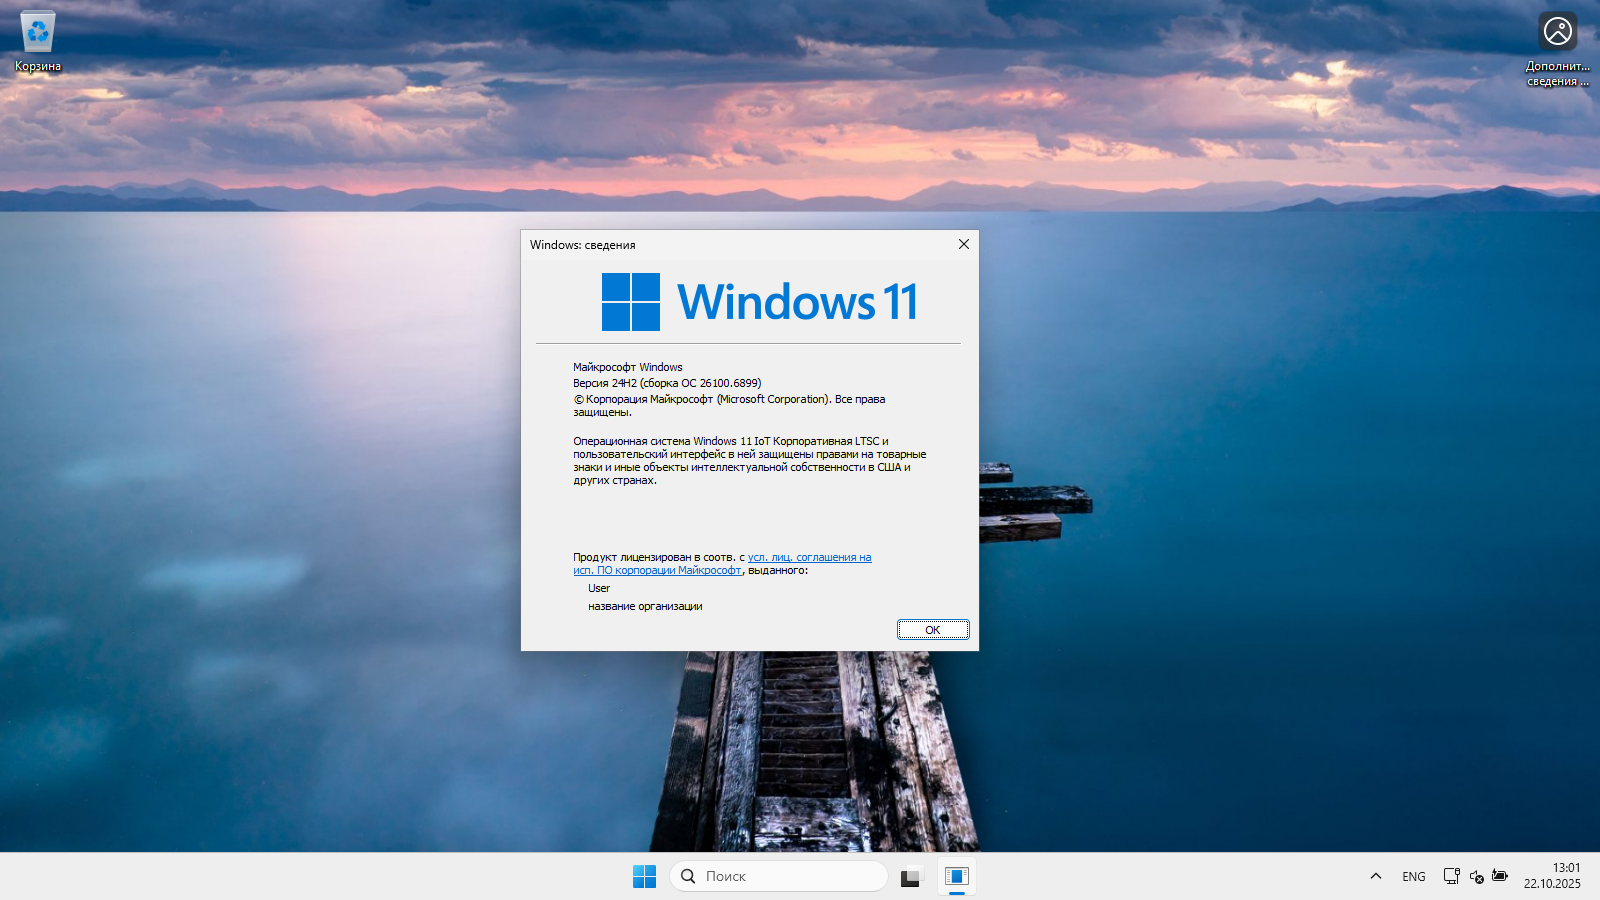 Корзина
Дополнит...
сведения ...
Windows: сведения
Windows 11
Майкрософт Windows
Версия 24H2 (сборка ОС 26100.6899)
© Корпорация Майкрософт (Microsoft Corporation). Все права
защищены.
Операционная система Windows 11 IoT Корпоративная LTSC и
пользовательский интерфейс в ней защищены правами на товарные
знаки и иные объекты интеллектуальной собственности в США и
других странах.
Продукт лицензирован в соотв. с усл. лиц. соглашения на
исп. ПО корпорации Майкрософт, выданного:
User
название организации
OK
Поиск
ENG
13:01
22.10.2025